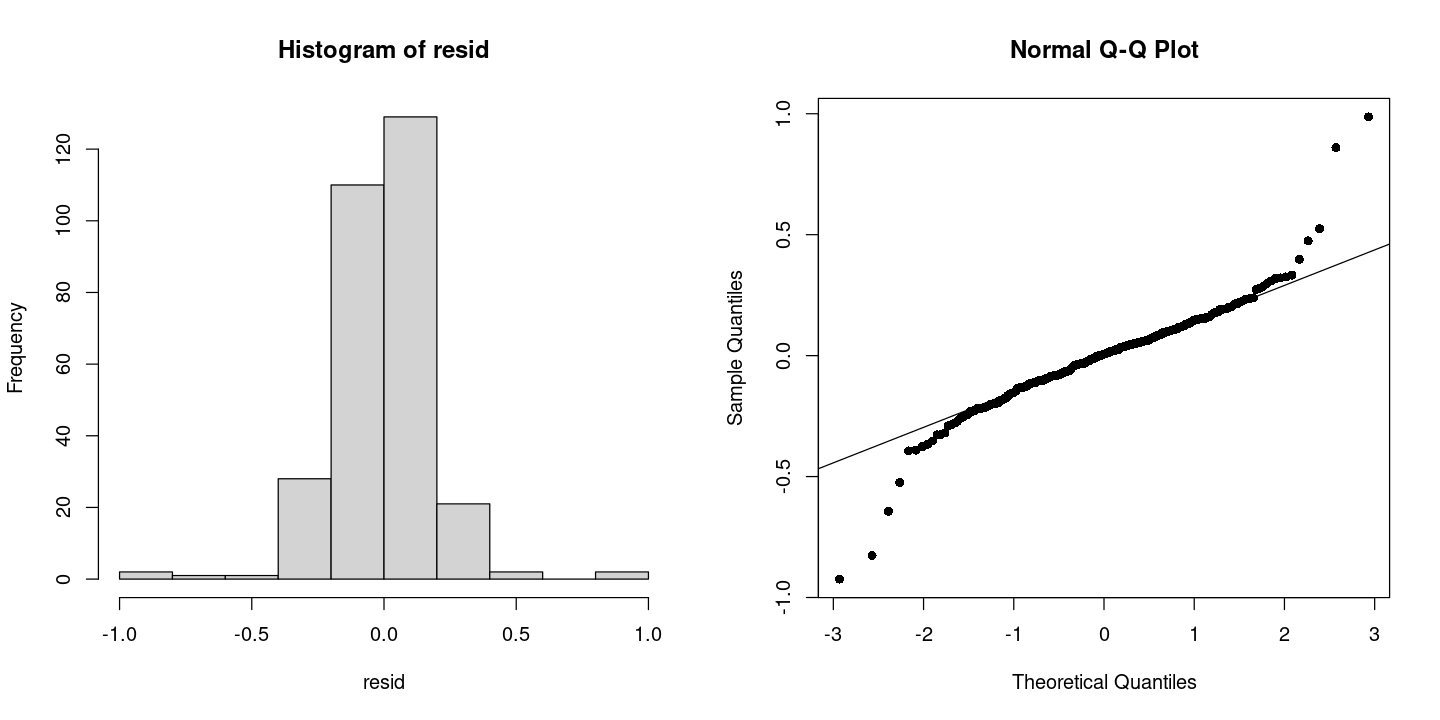 Histogram of resid
Frequency
0 20 40 60 80 100 120
-1.0 -0.5 0.0 0.5 1.0
resid
Normal Q-Q Plot
Sample Quantiles
-1.0 -0.5 0.0 0.5 1.0
-3 -2 -1 0 1 2 3
Theoretical Quantiles